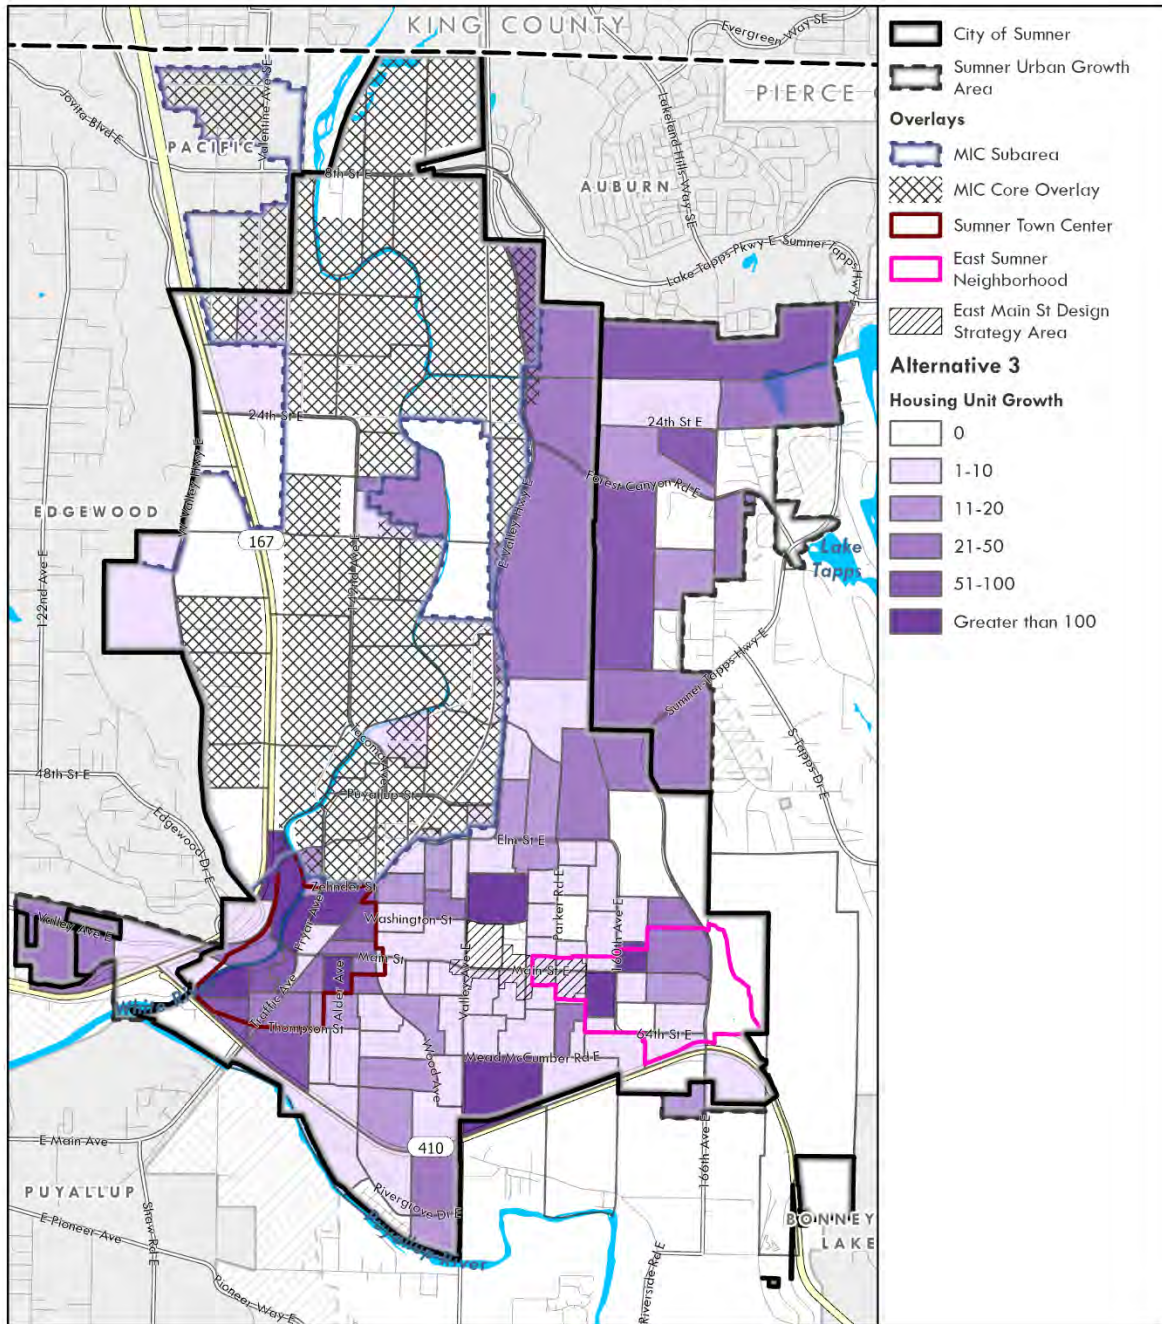 KING COUNTY
Evergreen Way SE
PIERCE C
Jovita Blvd E
Valentine Ave SE
PACIFIC
Lakeland Hills Way SE
8th St E
AUBURN
Lake Tapps Pkwy E
Sumner Tapps Hwy E
24th St E
24th St E
W Valley Hwy E
Forest Canyon Rd E
EDGEWOOD
167
E Valley Hwy E
142nd Ave E
Lake
Tapps
122nd Ave E
Sumner Tapps Hwy E
S Tapps Dr E
Tacoma Ave
48th St E
Puyallup St
Edgewood Dr E
Elm St E
Zehnder St
Parker Rd E
160th Ave E
Valley Ave E
Fryar Ave
Washington St
Main St
Valley Ave E
Main St E
Alder Ave
White Ri
Traffic Ave
Thompson St
64th St E
Wood Ave
Mead McCumber Rd E
E Main Ave
410
166th Ave E
PUYALLUP
Shaw Rd E
Rivergrove Dr E
BONNEY
LAKE
E Pioneer Ave
Puyallup River
Pioneer Way E
Riverside Rd E
City of Sumner
Sumner Urban Growth
Area
Overlays
MIC Subarea
MIC Core Overlay
Sumner Town Center
East Sumner
Neighborhood
East Main St Design
Strategy Area
Alternative 3
Housing Unit Growth
0
1-10
11-20
21-50
51-100
Greater than 100